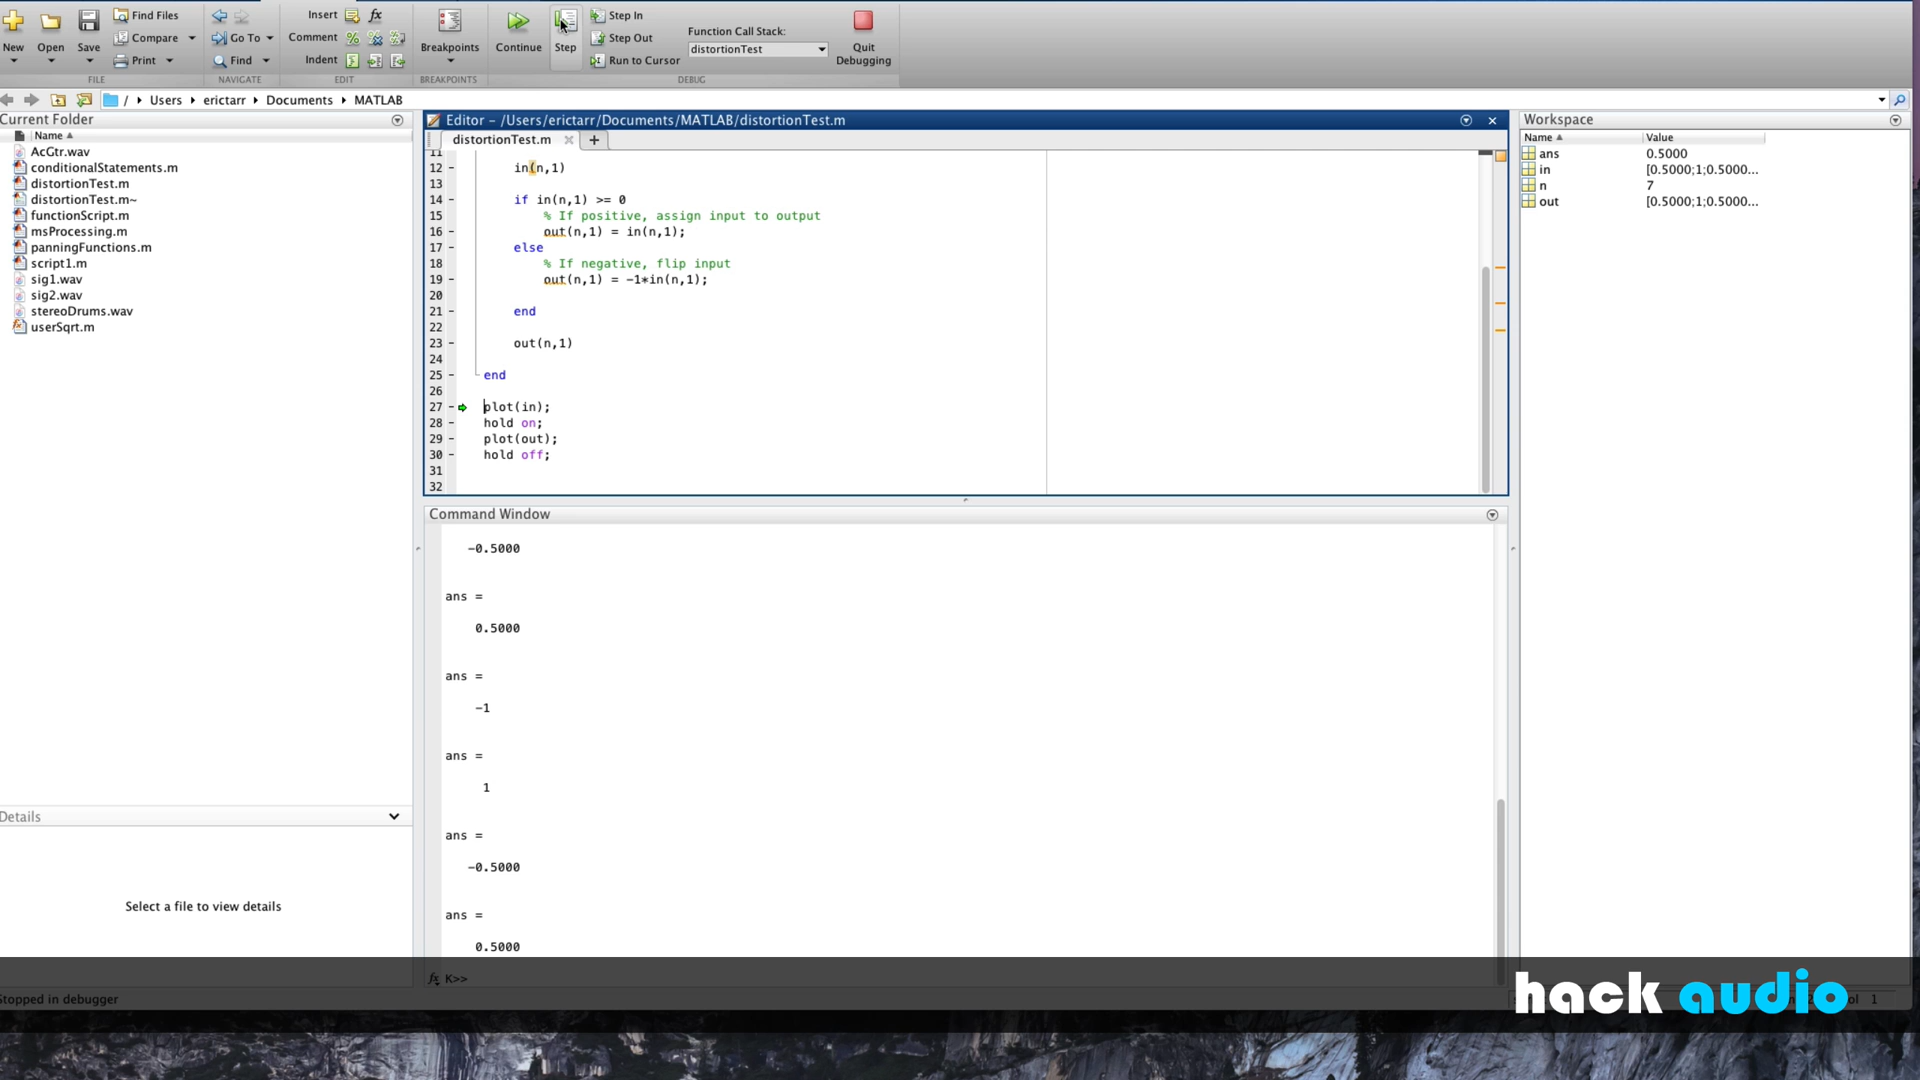 New
Open
Save
Find Files
Compare
Print
FILE
Go To
Find
NAVIGATE
Insert fx
Comment
Indent
EDIT
Breakpoints
BREAKPOINTS
Continue
Step
Step In
Step Out
Run to Cursor
Function Call Stack:
distortionTest
DEBUG
Quit
Debugging
/ Users erictarr Documents MATLAB
Current Folder
Name
AcGtr.wav
conditionalStatements.m
distortionTest.m
distortionTest.m~
functionScript.m
msProcessing.m
panningFunctions.m
script1.m
sig1.wav
sig2.wav
stereoDrums.wav
userSqrt.m
Details
Select a file to view details
Editor – /Users/erictarr/Documents/MATLAB/distortionTest.m
distortionTest.m
11
12 – in(n,1)
13
14 – if in(n,1) >= 0
15 % If positive, assign input to output
16 – out(n,1) = in(n,1);
17 – else
18 % If negative, flip input
19 – out(n,1) = -1*in(n,1);
20
21 – end
22
23 – out(n,1)
24
25 – end
26
27 – plot(in);
28 – hold on;
29 – plot(out);
30 – hold off;
31
32
Command Window
-0.5000
ans =
0.5000
ans =
-1
ans =
1
ans =
-0.5000
ans =
0.5000
fx K>>
Workspace
Name Value
ans 0.5000
in [0.5000;1;0.5000...
n 7
out [0.5000;1;0.5000...
Stopped in debugger
hack audio
ol 1